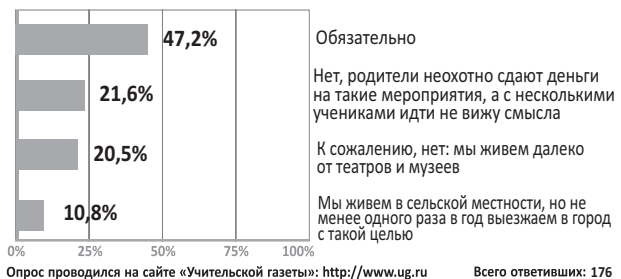 47,2% Обязательно
21,6% Нет, родители неохотно сдают деньги
на такие мероприятия, а с несколькими
учениками идти не вижу смысла
20,5% К сожалению, нет: мы живем далеко
от театров и музеев
10,8% Мы живем в сельской местности, но не
менее одного раза в год выезжаем в город
с такой целью
0% 25% 50% 75% 100%
Опрос проводился на сайте «Учительской газеты»: http://www.ug.ru Всего ответивших: 176